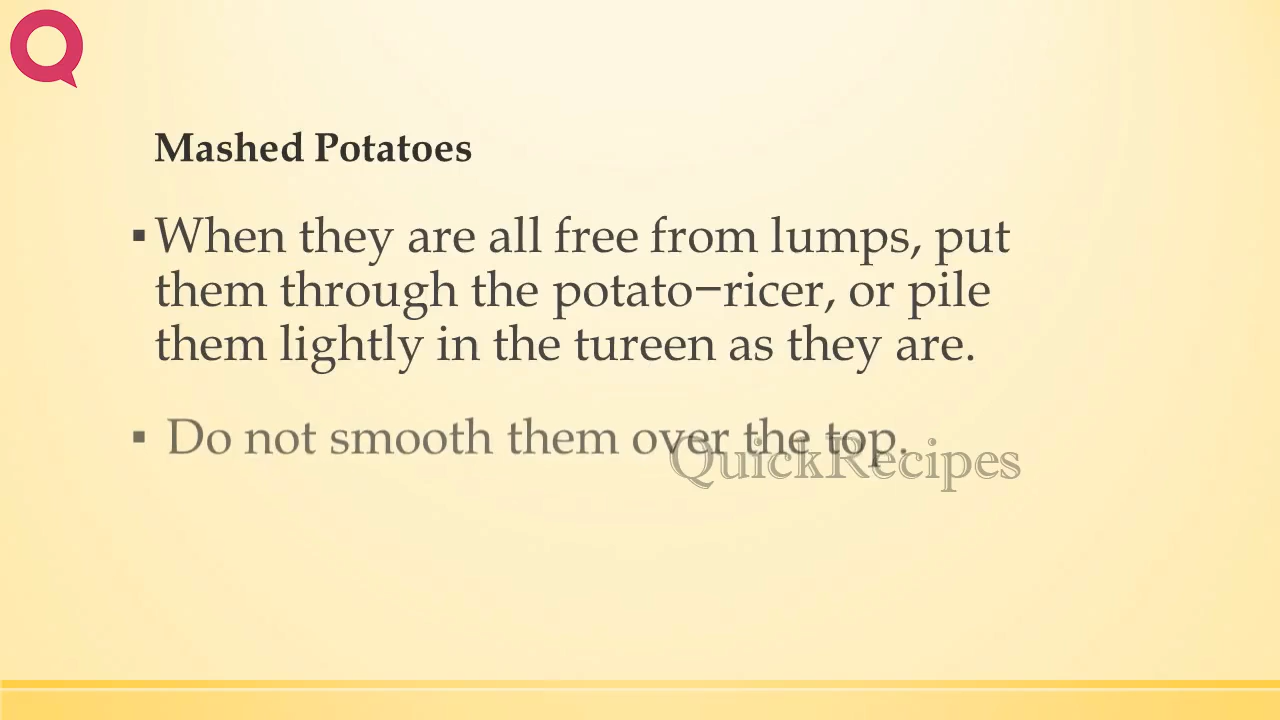 Mashed Potatoes
▪When they are all free from lumps, put
them through the potato−ricer, or pile
them lightly in the tureen as they are.
▪ Do not smooth them over the top.
QuickRecipes